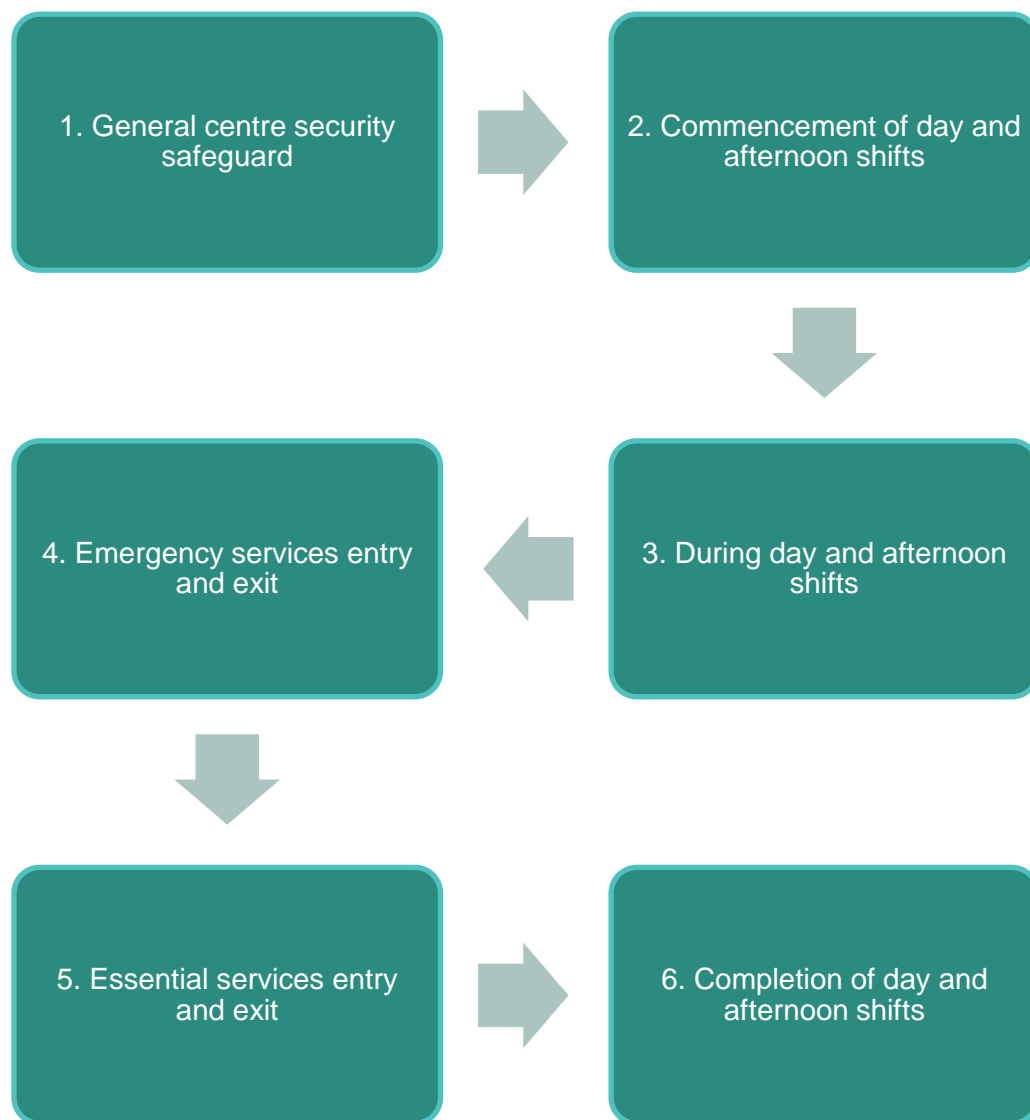 1. General centre security
safeguard
2. Commencement of day and
afternoon shifts
3. During day and afternoon
shifts
4. Emergency services entry
and exit
5. Essential services entry
and exit
6. Completion of day and
afternoon shifts